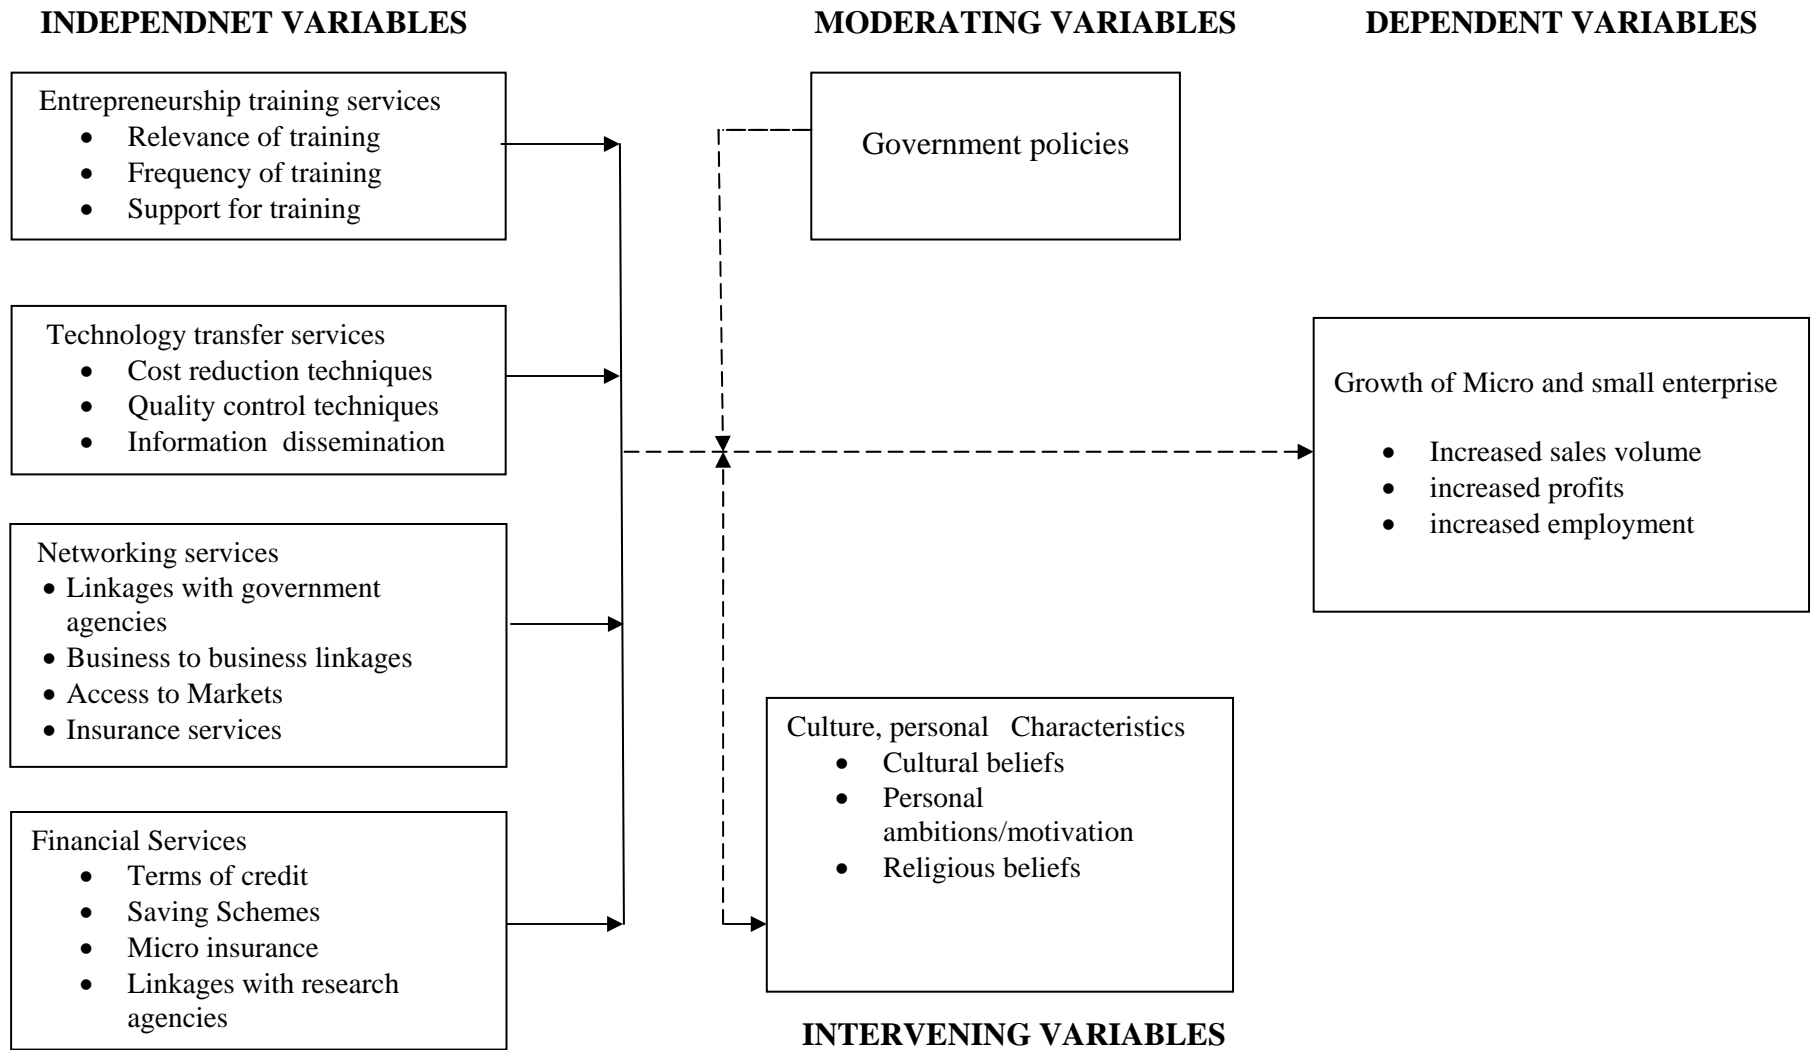 INDEPENDNET VARIABLES
MODERATING VARIABLES
DEPENDENT VARIABLES
Entrepreneurship training services
• Relevance of training
• Frequency of training
• Support for training
Technology transfer services
• Cost reduction techniques
• Quality control techniques
• Information dissemination
Networking services
• Linkages with government
agencies
• Business to business linkages
• Access to Markets
• Insurance services
Financial Services
• Terms of credit
• Saving Schemes
• Micro insurance
• Linkages with research
agencies
Government policies
Culture, personal Characteristics
• Cultural beliefs
• Personal
ambitions/motivation
• Religious beliefs
INTERVENING VARIABLES
Growth of Micro and small enterprise
• Increased sales volume
• increased profits
• increased employment